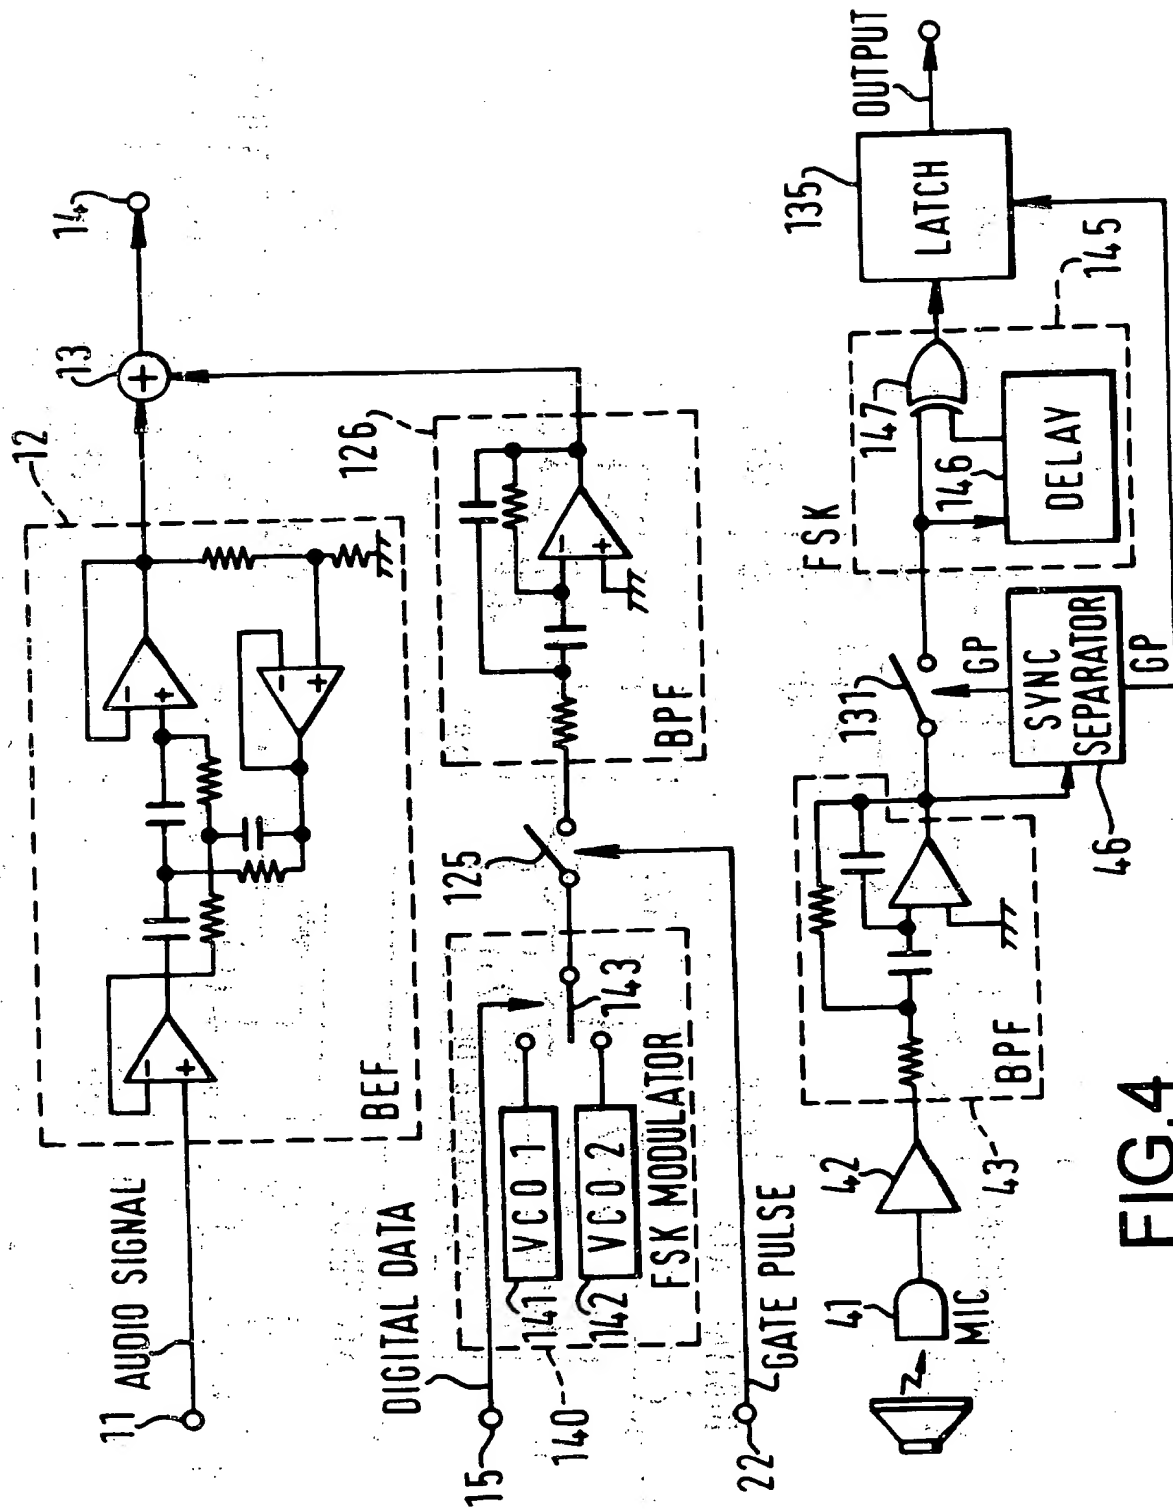 12
13
14
11
AUDIO SIGNAL
-
+
-
+
-
+
+
BEF
126
125
-
+
BPF
DIGITAL DATA
15
140
141
VCO 1
142
VCO 2
143
FSK MODULATOR
22
GATE PULSE
41
MIC
42
43
BPF
131
GP
46
SYNC
SEPARATOR
GP
FSK
146
147
DELAY
145
135
LATCH
OUTPUT
FIG.4